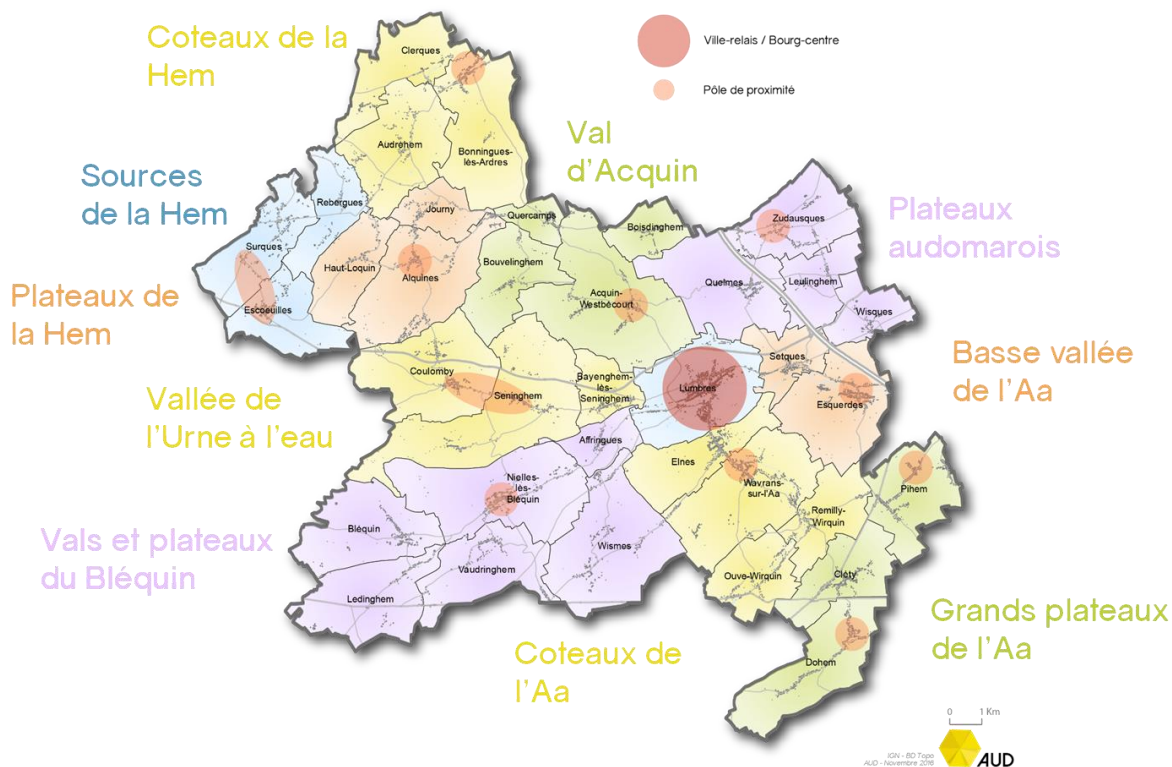 Coteaux de la
Hem
Ville-relais / Bourg-centre
Pôle de proximité
Clerques
Audrehem
Bonningues-
lès-Ardres
Val
d'Acquin
Sources
de la Hem
Rebergues
Journy
Quercamps
Boisdinghem
Zudausques
Plateaux
audomarois
Surques
Haut-Loquin
Alquines
Bouvelinghem
Quelmes
Leulinghem
Plateaux de
la Hem
Escoeuilles
Acquin-
Westbécourt
Wisques
Setques
Basse vallée
de l'Aa
Coulomby
Seninghem
Bayenghem-
lès-
Seninghem
Lumbres
Esquerdes
Vallée de
l'Urne à l'eau
Affringues
Elnes
Nielles-
lès-
Bléquin
Wavrans-
sur-l'Aa
Pihem
Remilly-
Wirquin
Bléquin
Vals et plateaux
du Bléquin
Wismes
Vaudringhem
Ouve-Wirquin
Cléty
Ledinghem
Grands plateaux
de l'Aa
Coteaux de
l'Aa
Dohem
0 1 Km
IGN - BD Topo
AUD - Novembre 2016
AUD